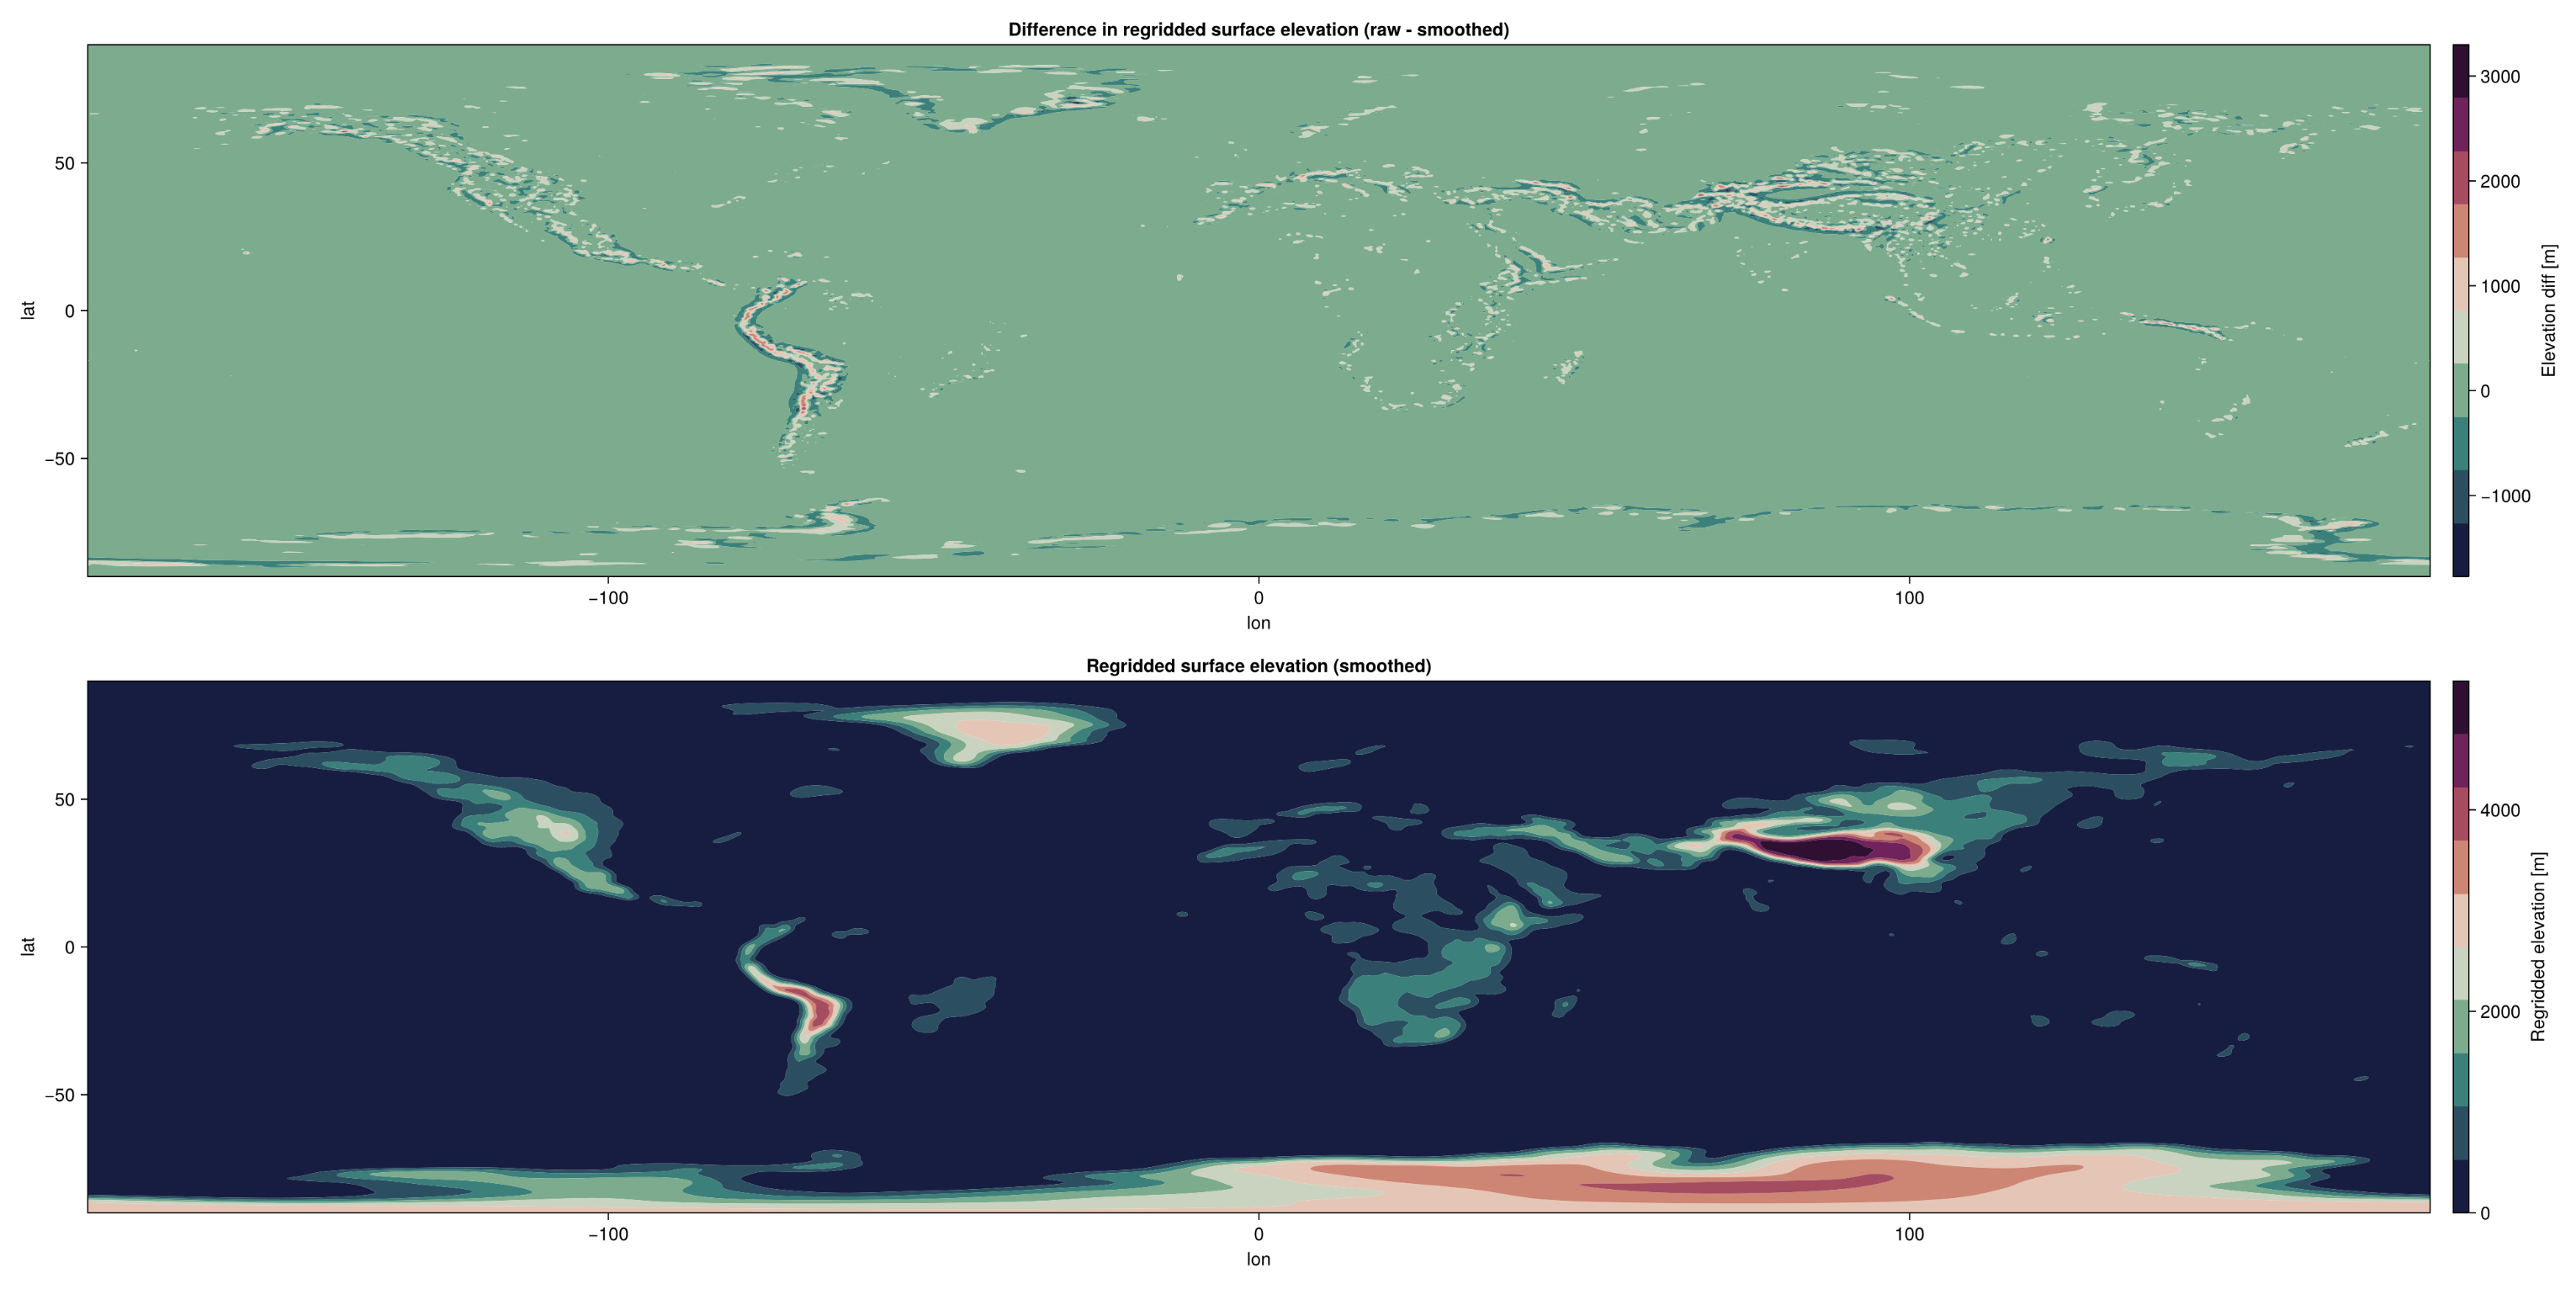 Difference in regridded surface elevation (raw - smoothed)
50
0
−50
lat
−100
0
100
lon
3000
2000
1000
0
−1000
Elevation diff [m]
Regridded surface elevation (smoothed)
50
0
−50
lat
−100
0
100
lon
4000
2000
0
Regridded elevation [m]